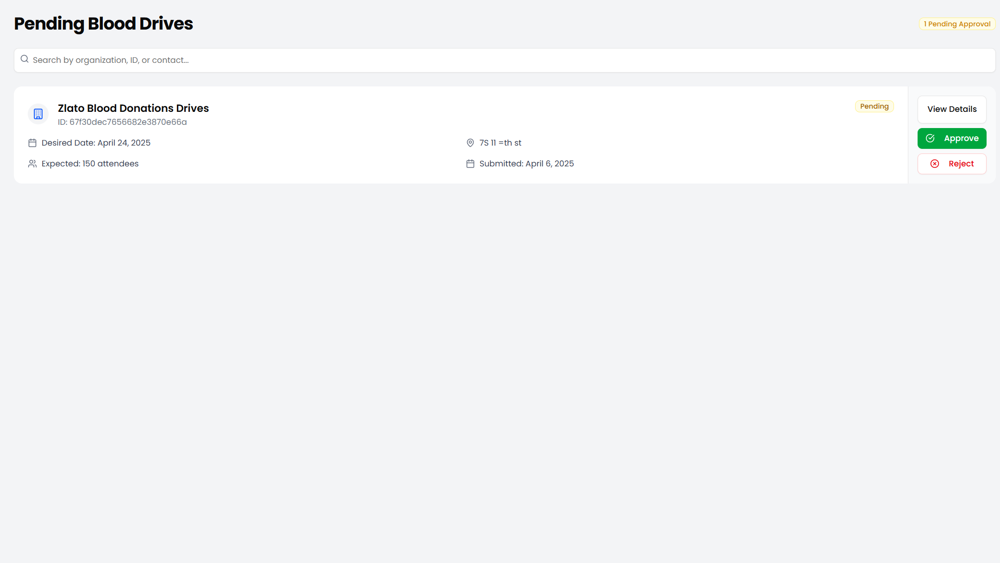 Pending Blood Drives
1 Pending Approval
Search by organization, ID, or contact...
Zlato Blood Donations Drives
Pending
ID: 67f30dec7656682e3870e66a
Desired Date: April 24, 2025
7S 11 =th st
Expected: 150 attendees
Submitted: April 6, 2025
View Details
Approve
Reject